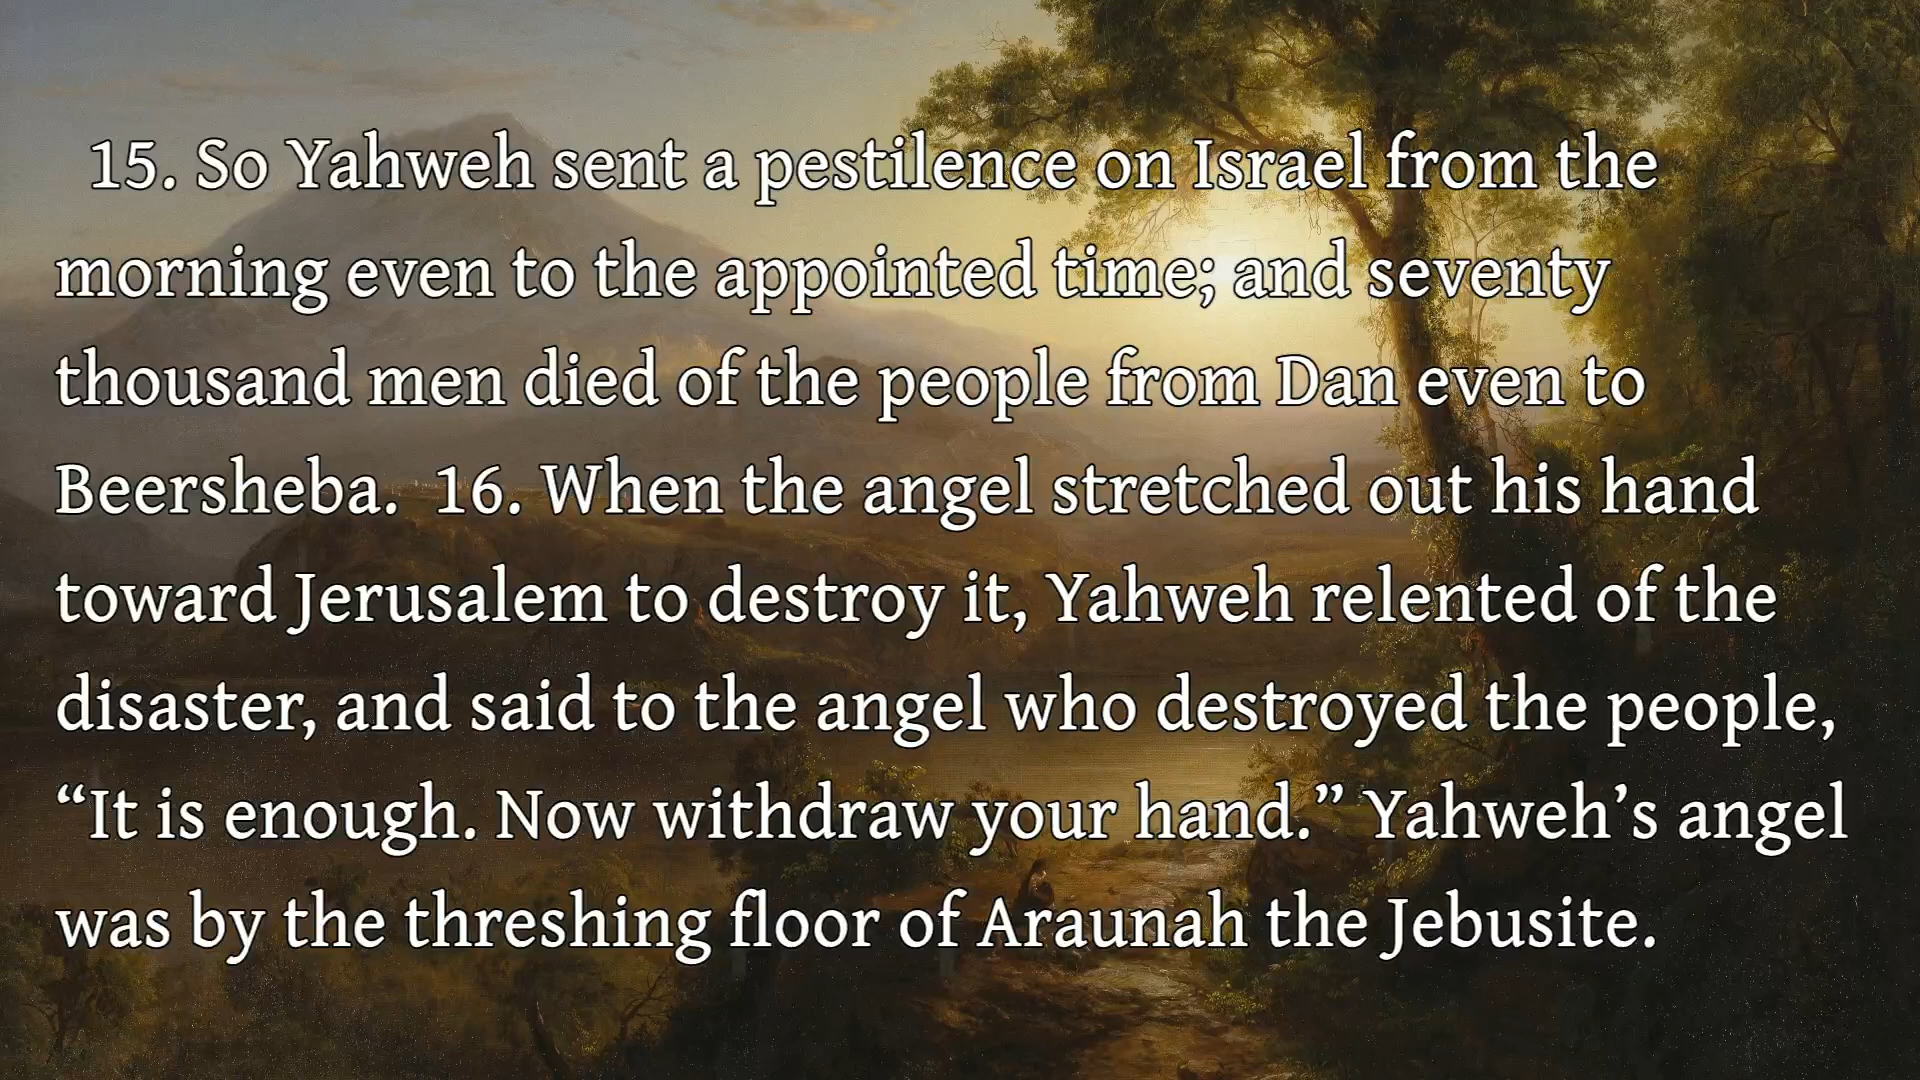 15. So Yahweh sent a pestilence on Israel from the
morning even to the appointed time; and seventy
thousand men died of the people from Dan even to
Beersheba.  16. When the angel stretched out his hand
toward Jerusalem to destroy it, Yahweh relented of the
disaster, and said to the angel who destroyed the people,
“It is enough. Now withdraw your hand.” Yahweh’s angel
was by the threshing floor of Araunah the Jebusite.